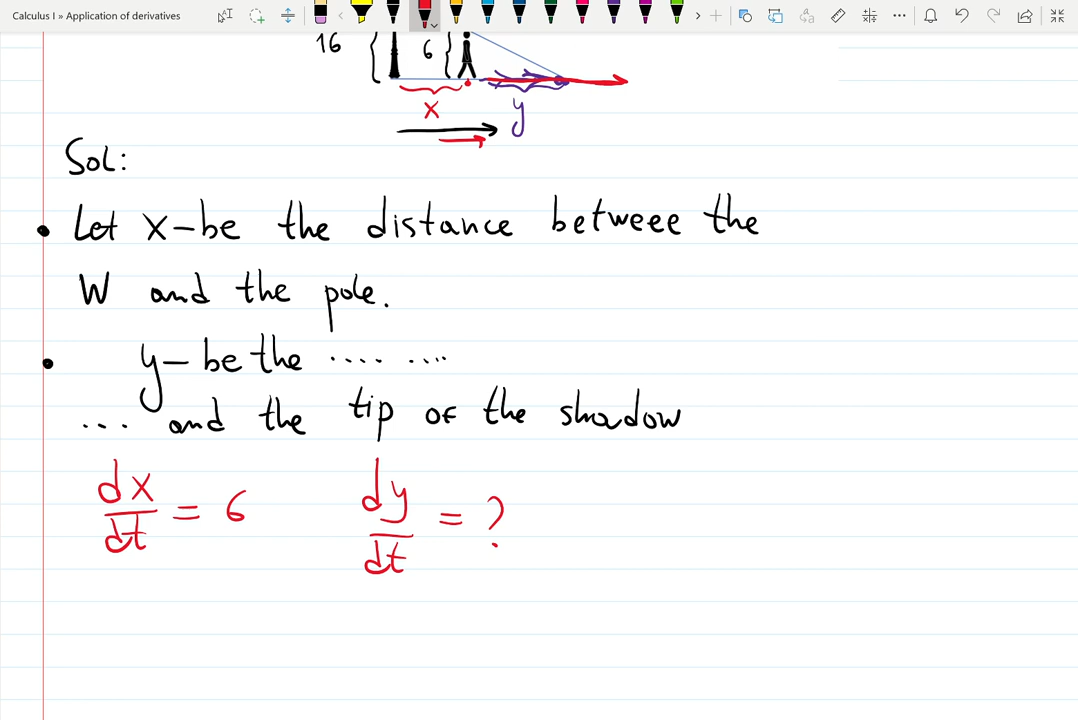 Calculus I » Application of derivatives
16 { 6 {
x y
Sol:
• Let x-be the distance betweee the
W and the pole.
• y- be the .... ....
... and the tip of the shadow
dx/dt = 6 dy/dt = ?